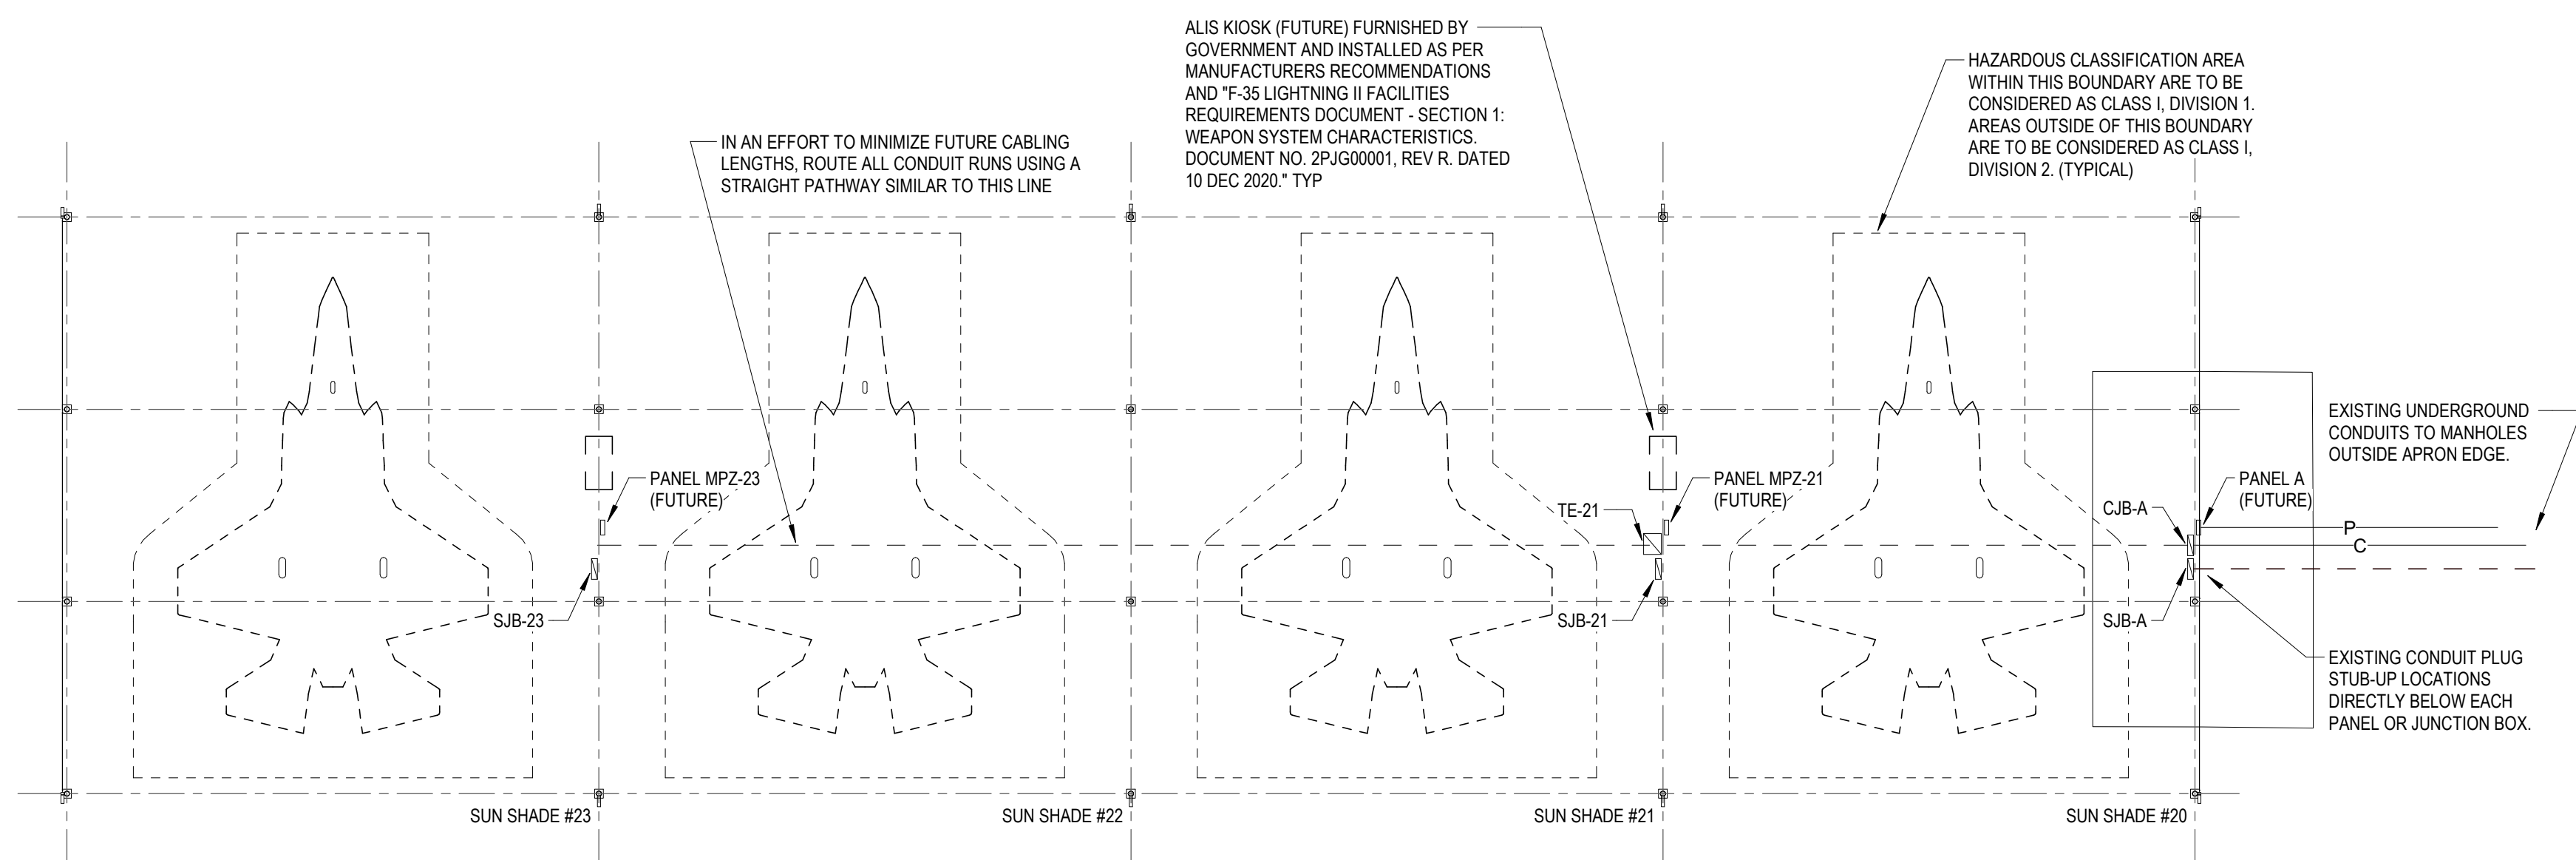 ALIS KIOSK (FUTURE) FURNISHED BY
GOVERNMENT AND INSTALLED AS PER
MANUFACTURERS RECOMMENDATIONS
AND "F-35 LIGHTNING II FACILITIES
REQUIREMENTS DOCUMENT - SECTION 1:
WEAPON SYSTEM CHARACTERISTICS.
DOCUMENT NO. 2PJG00001, REV R. DATED
10 DEC 2020." TYP
HAZARDOUS CLASSIFICATION AREA
WITHIN THIS BOUNDARY ARE TO BE
CONSIDERED AS CLASS I, DIVISION 1.
AREAS OUTSIDE OF THIS BOUNDARY
ARE TO BE CONSIDERED AS CLASS I,
DIVISION 2. (TYPICAL)
IN AN EFFORT TO MINIMIZE FUTURE CABLING
LENGTHS, ROUTE ALL CONDUIT RUNS USING A
STRAIGHT PATHWAY SIMILAR TO THIS LINE
EXISTING UNDERGROUND
CONDUITS TO MANHOLES
OUTSIDE APRON EDGE.
PANEL MPZ-23
(FUTURE)
PANEL MPZ-21
(FUTURE)
PANEL A
(FUTURE)
TE-21
CJB-A
P
C
SJB-23
SJB-21
SJB-A
EXISTING CONDUIT PLUG
STUB-UP LOCATIONS
DIRECTLY BELOW EACH
PANEL OR JUNCTION BOX.
SUN SHADE #23
SUN SHADE #22
SUN SHADE #21
SUN SHADE #20